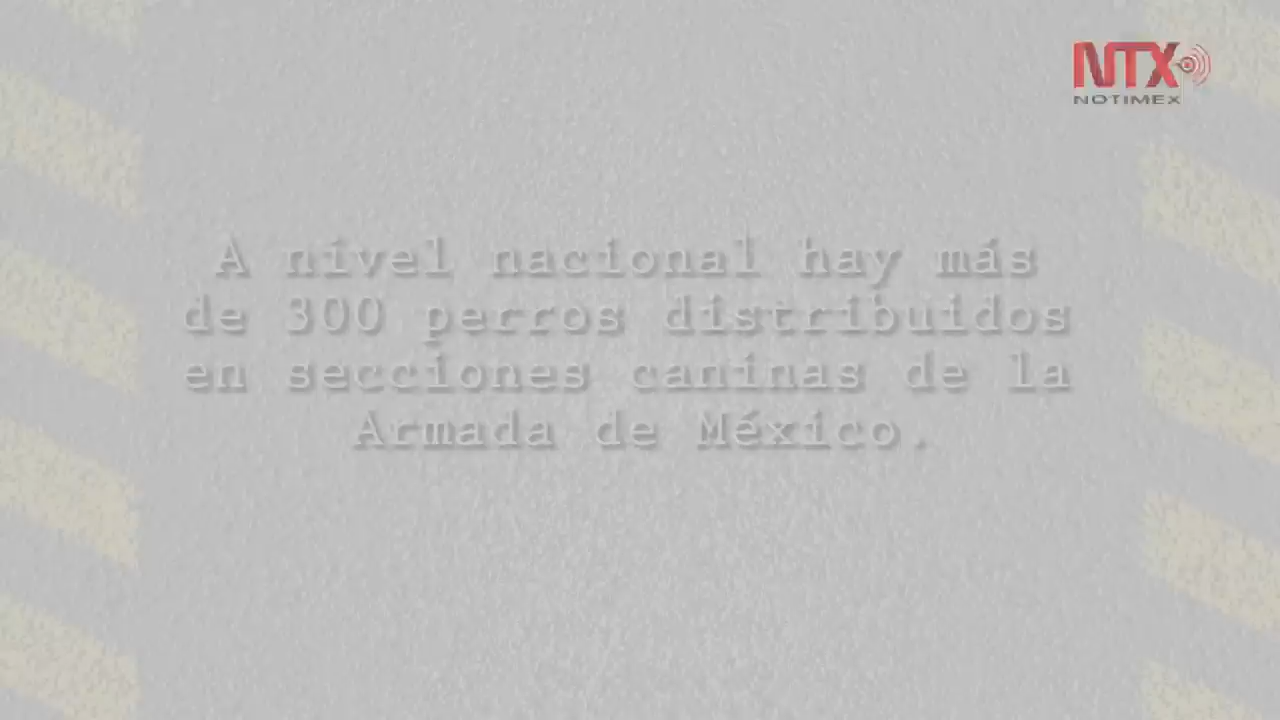 NTX
NOTIMEX
A nivel nacional hay más
de 300 perros distribuidos
en secciones caninas de la
Armada de México.